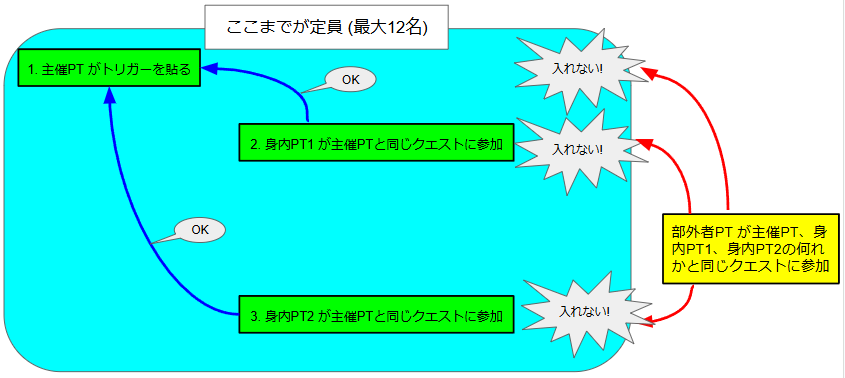 ここまでが定員 (最大12名)
1. 主催PT がトリガーを貼る
入れない!
OK
2. 身内PT1 が主催PTと同じクエストに参加
入れない!
OK
部外者PT が主催PT、身
内PT1、身内PT2の何れ
かと同じクエストに参加
3. 身内PT2 が主催PTと同じクエストに参加
入れない!